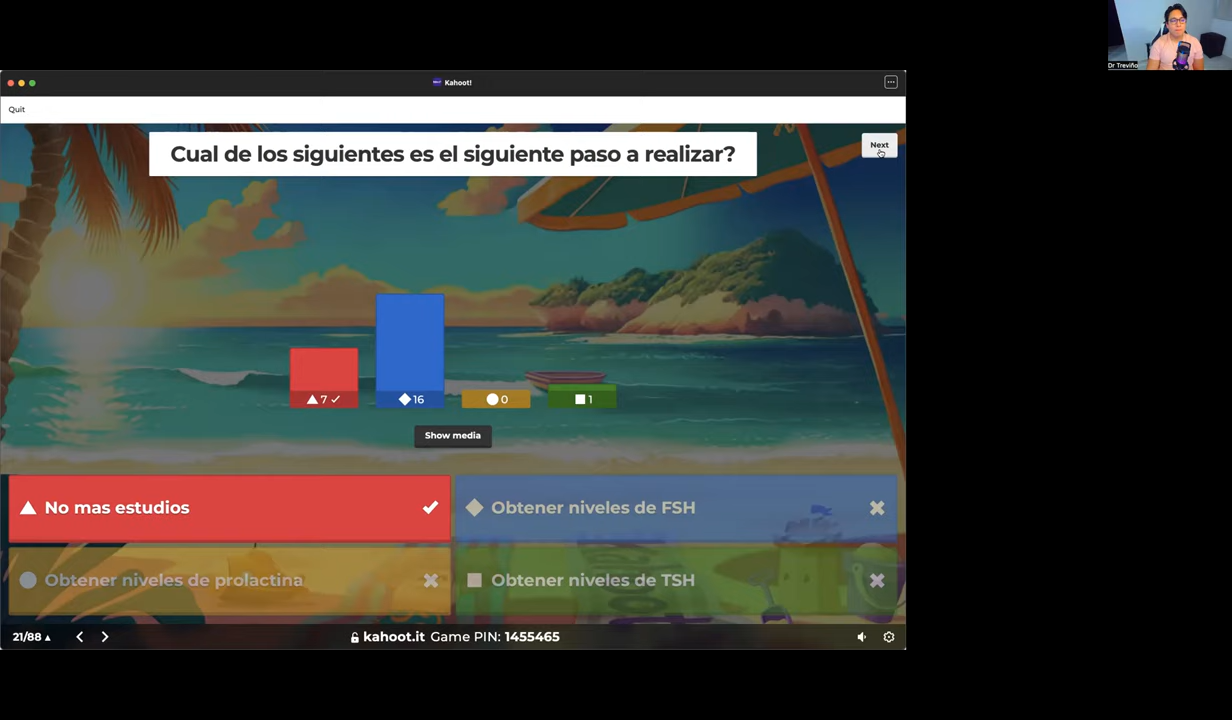 Dr Treviño
Kahoot!
Quit
Cual de los siguientes es el siguiente paso a realizar?
Next
7
16
0
1
Show media
No mas estudios
Obtener niveles de FSH
Obtener niveles de prolactina
Obtener niveles de TSH
21/88
kahoot.it Game PIN: 1455465